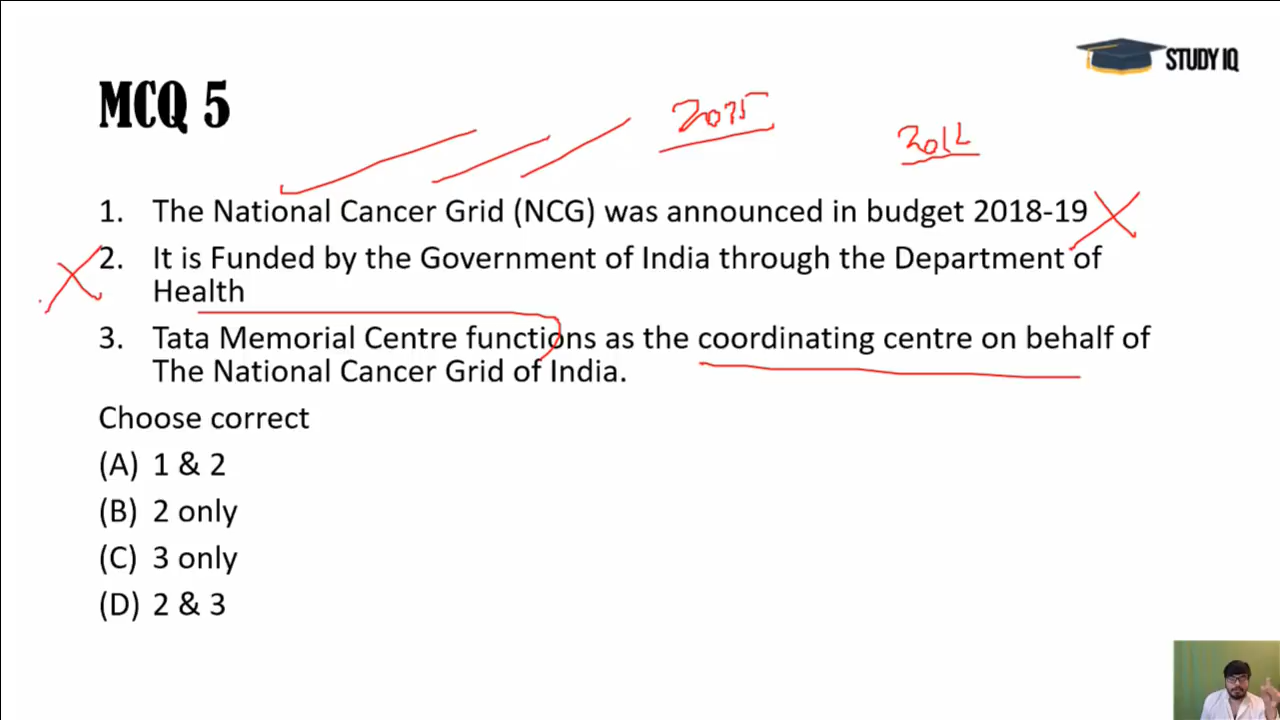 STUDY IQ
MCQ 5
2012
1. The National Cancer Grid (NCG) was announced in budget 2018-19
2. It is Funded by the Government of India through the Department of
Health
3. Tata Memorial Centre functions as the coordinating centre on behalf of
The National Cancer Grid of India.
Choose correct
(A) 1 & 2
(B) 2 only
(C) 3 only
(D) 2 & 3